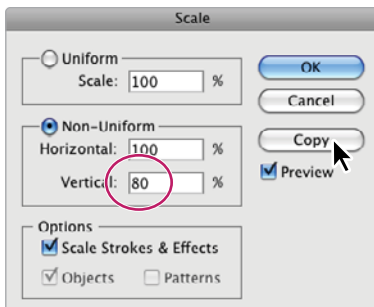 Scale
Uniform
Scale: 100 %
Non-Uniform
Horizontal: 100 %
Vertical: 80 %
Options
Scale Strokes & Effects
Objects Patterns
OK
Cancel
Copy
Preview